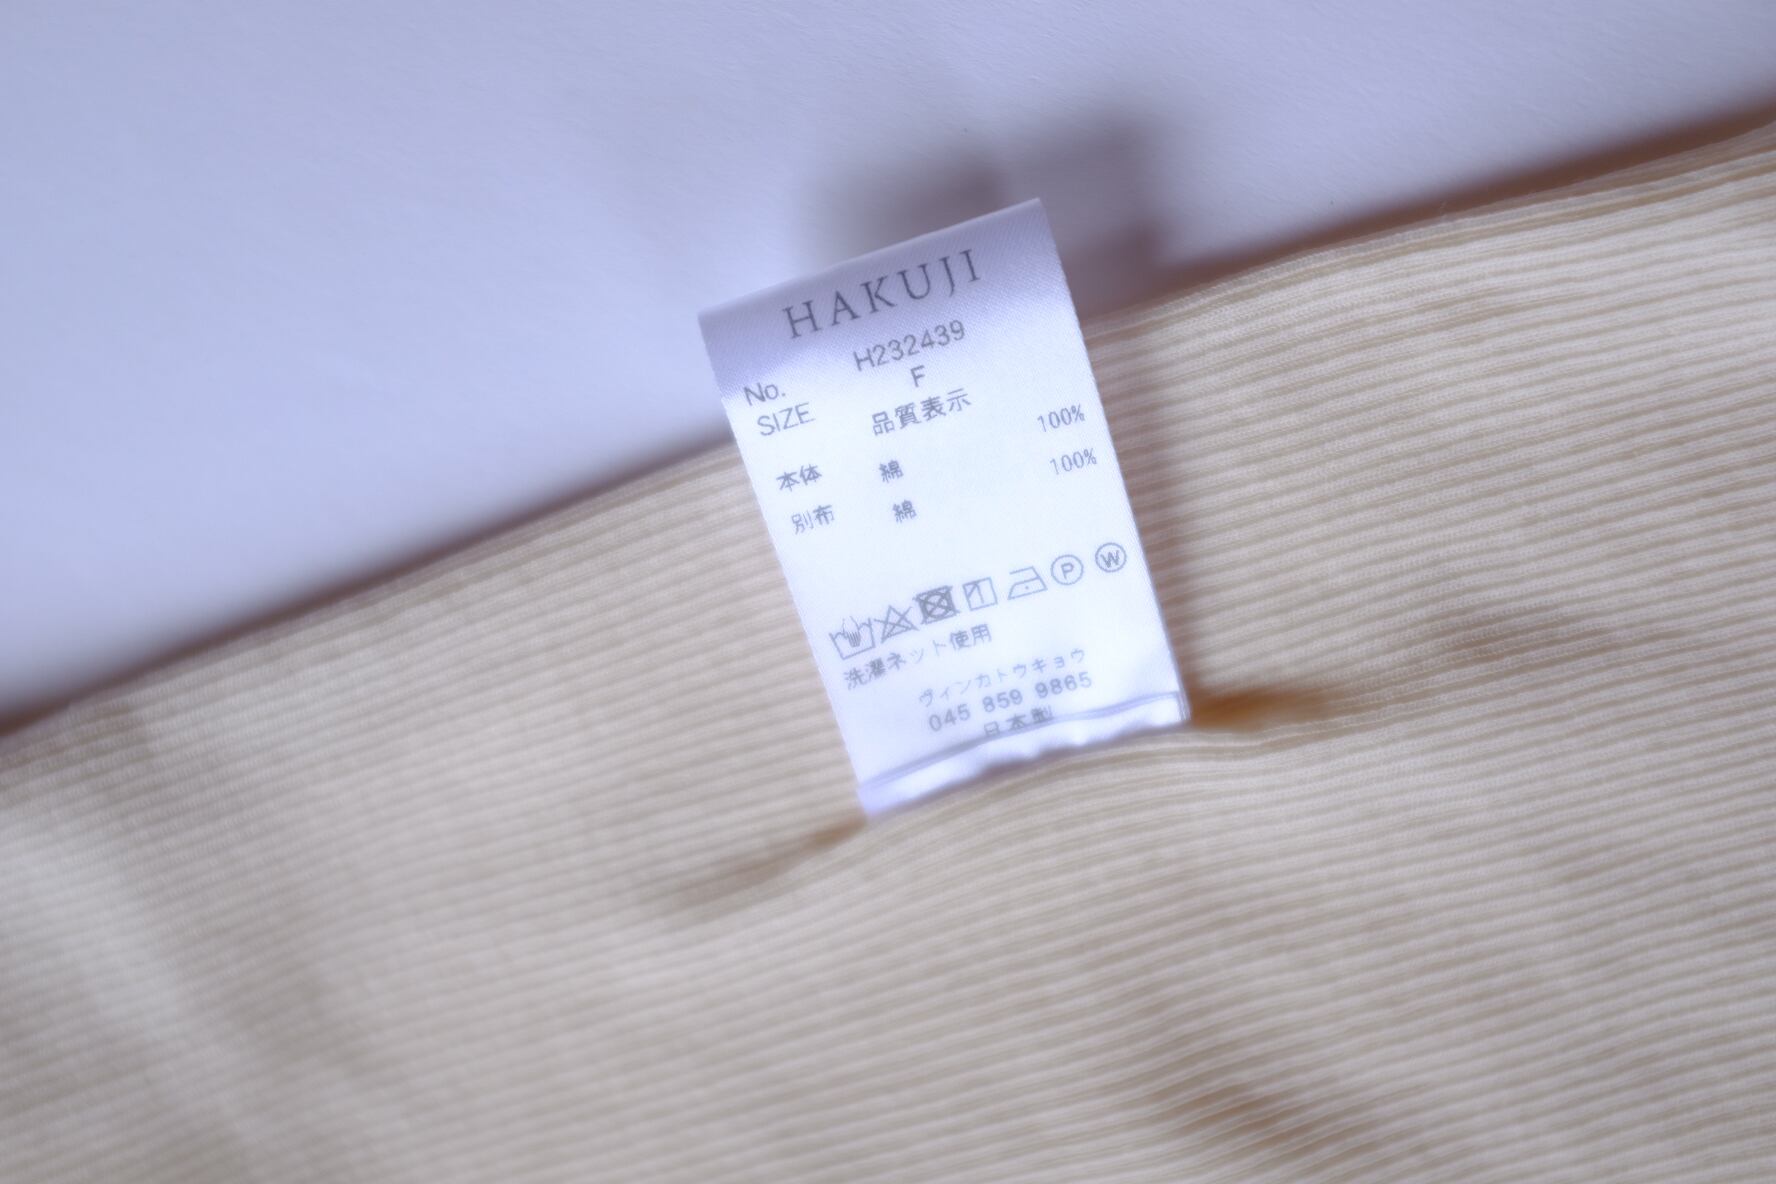 HAKUJI
No. H232439
SIZE F
品質表示
本体 綿 100%
別布 綿 100%
P W
洗濯ネット使用
ヴィンカトウキョウ
045 859 9865
日本製